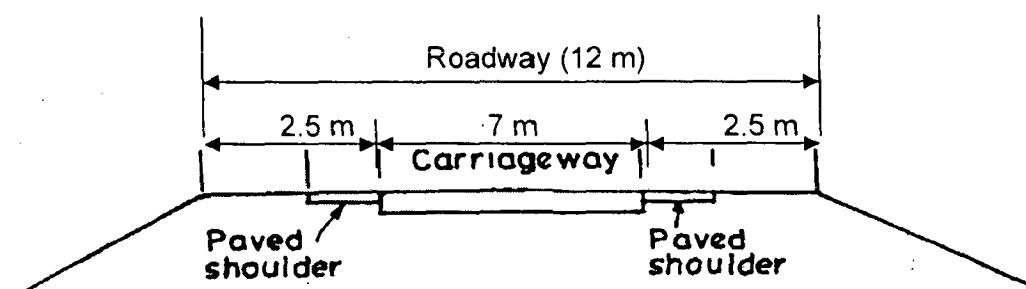 Roadway (12 m)
2.5 m 7 m 2.5 m
Carriageway
Paved
shoulder
Paved
shoulder